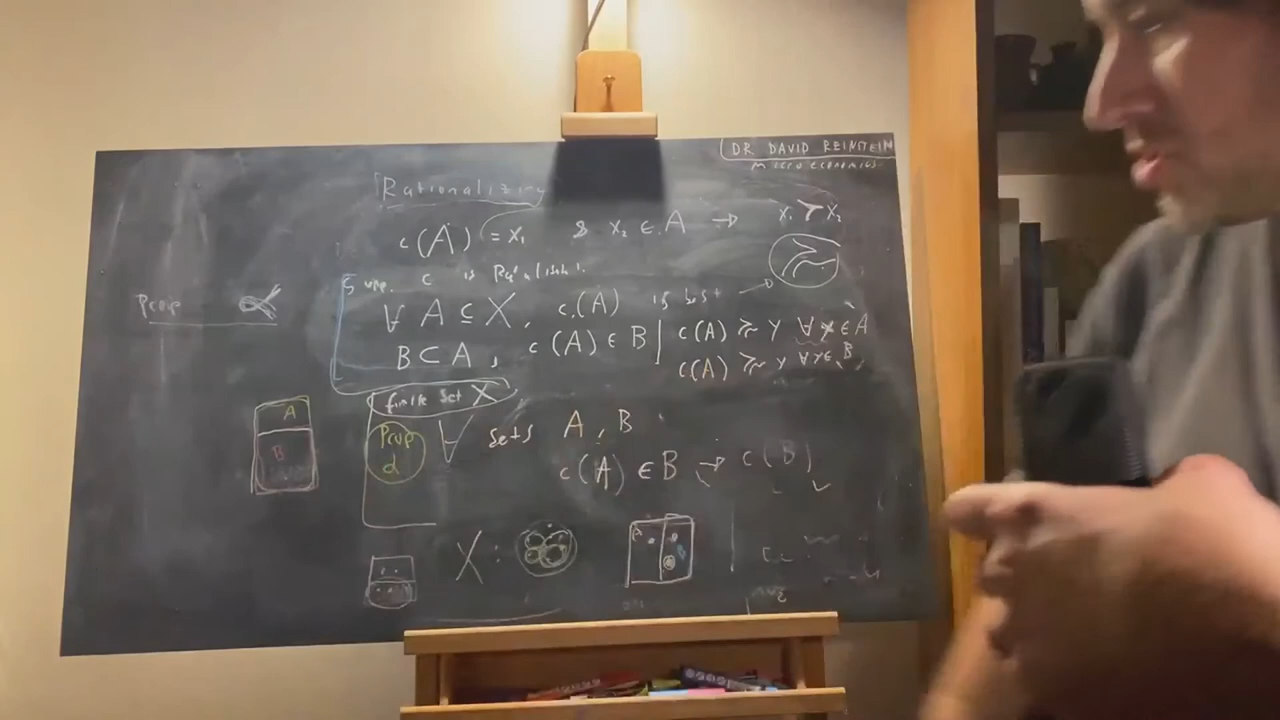 DR. DAVID REINSTEIN
MICROECONOMICS
Rationalizing
c(A) = x₁ & x₂ ∈ A → x₁ ≻ x₂
Supp. c is
∀ A ⊆ X, c(A) is best →
B ⊂ A, c(A) ∈ B | c(A) ≿ y ∀ y ∈ A
c(A) ≿ y ∀ y ∈ B
Prop α
finite set X
A
B
Prop
α
∀ sets A, B
c(A) ∈ B → c(B)
X :